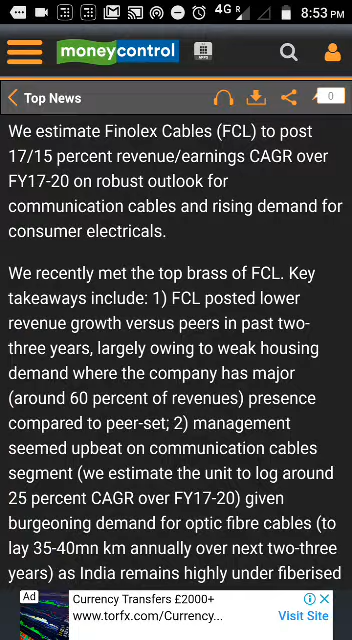 4G R
8:53 PM
moneycontrol
APPS
Top News
0
We estimate Finolex Cables (FCL) to post
17/15 percent revenue/earnings CAGR over
FY17-20 on robust outlook for
communication cables and rising demand for
consumer electricals.
We recently met the top brass of FCL. Key
takeaways include: 1) FCL posted lower
revenue growth versus peers in past two-
three years, largely owing to weak housing
demand where the company has major
(around 60 percent of revenues) presence
compared to peer-set; 2) management
seemed upbeat on communication cables
segment (we estimate the unit to log around
25 percent CAGR over FY17-20) given
burgeoning demand for optic fibre cables (to
lay 35-40mn km annually over next two-three
years) as India remains highly under fiberised
Ad
Currency Transfers £2000+
www.torfx.com/Currency...
Visit Site